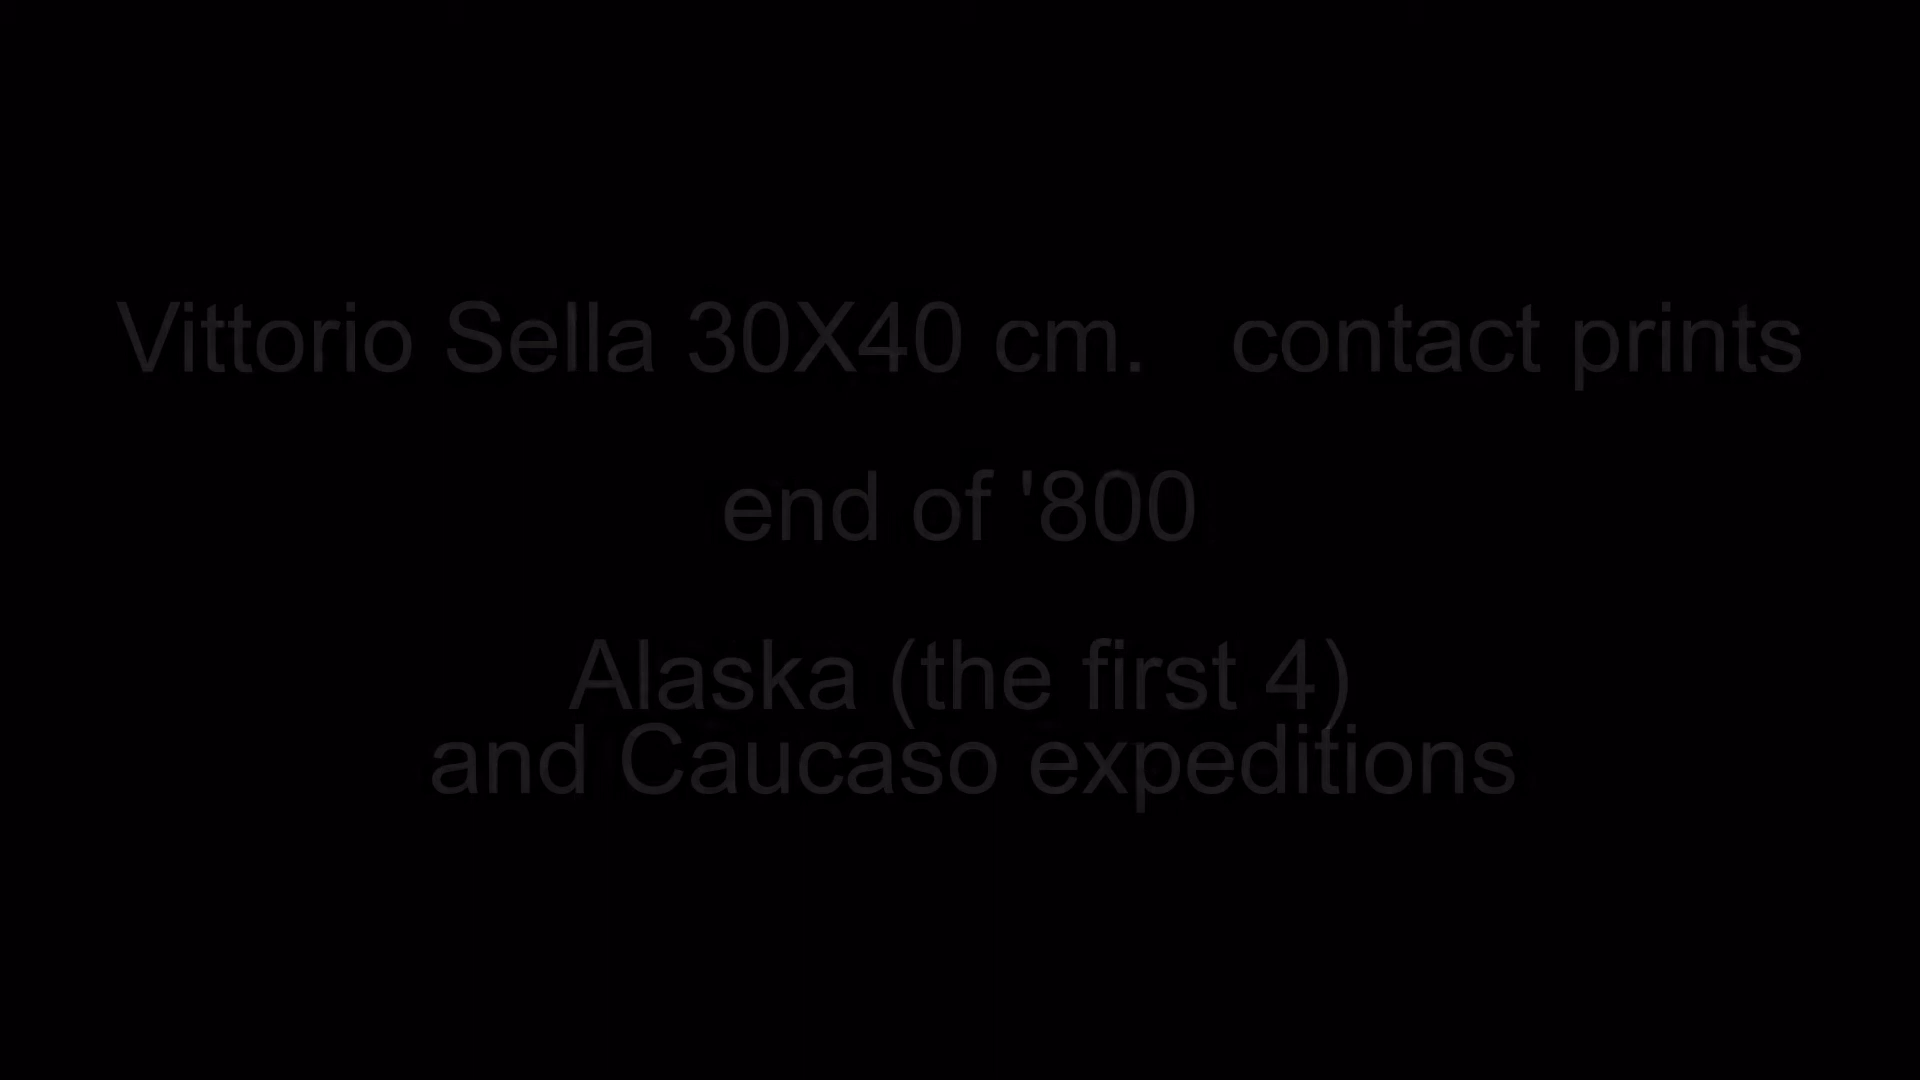 Vittorio Sella 30X40 cm.   contact prints
end of '800
Alaska (the first 4)
and Caucaso expeditions